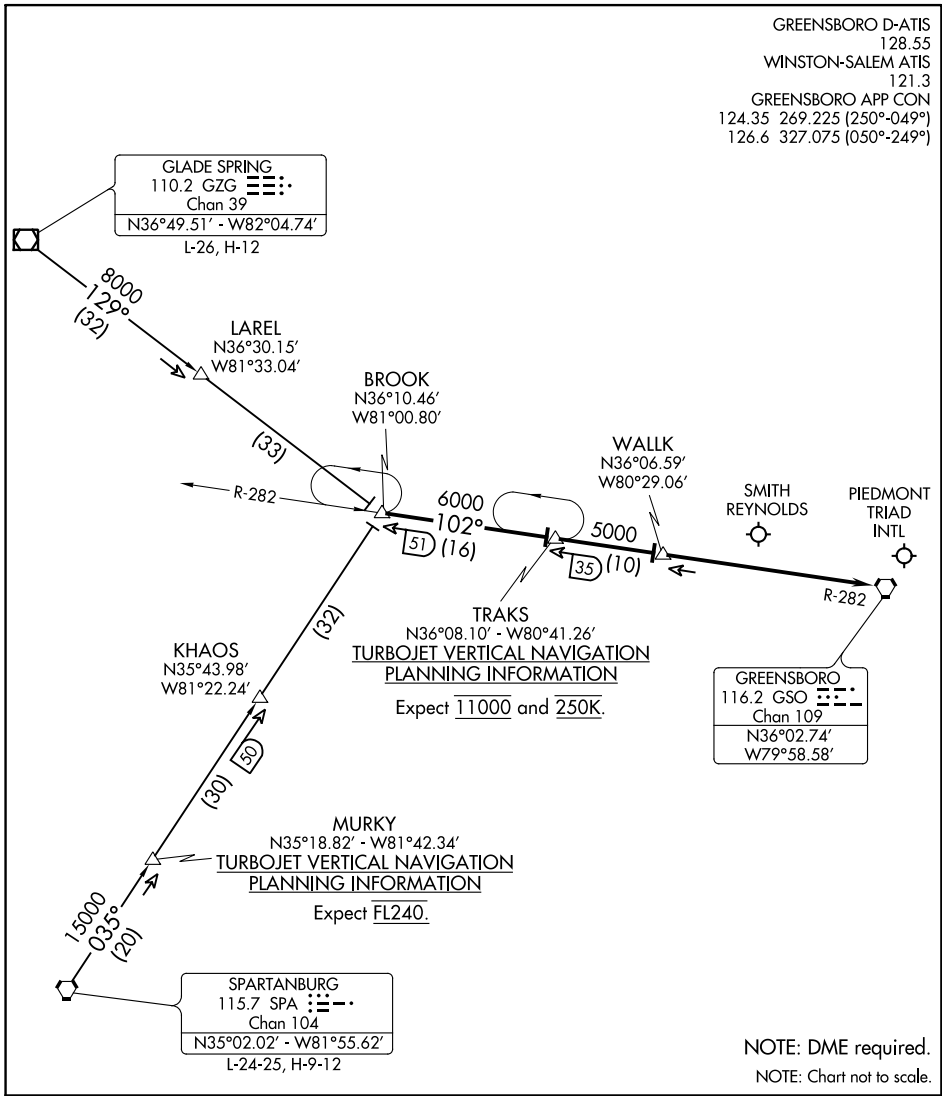 GREENSBORO D-ATIS
128.55
WINSTON-SALEM ATIS
121.3
GREENSBORO APP CON
124.35 269.225 (250°-049°)
126.6 327.075 (050°-249°)
GLADE SPRING
110.2 GZG
Chan 39
N36°49.51' - W82°04.74'
L-26, H-12
8000
129°
(32)
LAREL
N36°30.15'
W81°33.04'
(33)
BROOK
N36°10.46'
W81°00.80'
R-282
6000
102°
(16)
51
WALLK
N36°06.59'
W80°29.06'
5000
(10)
35
SMITH
REYNOLDS
PIEDMONT
TRIAD
INTL
R-282
TRAKS
N36°08.10' - W80°41.26'
TURBOJET VERTICAL NAVIGATION
PLANNING INFORMATION
Expect 11000 and 250K.
GREENSBORO
116.2 GSO
Chan 109
N36°02.74'
W79°58.58'
(32)
KHAOS
N35°43.98'
W81°22.24'
50
(30)
MURKY
N35°18.82' - W81°42.34'
TURBOJET VERTICAL NAVIGATION
PLANNING INFORMATION
Expect FL240.
15000
035°
(20)
SPARTANBURG
115.7 SPA
Chan 104
N35°02.02' - W81°55.62'
L-24-25, H-9-12
NOTE: DME required.
NOTE: Chart not to scale.